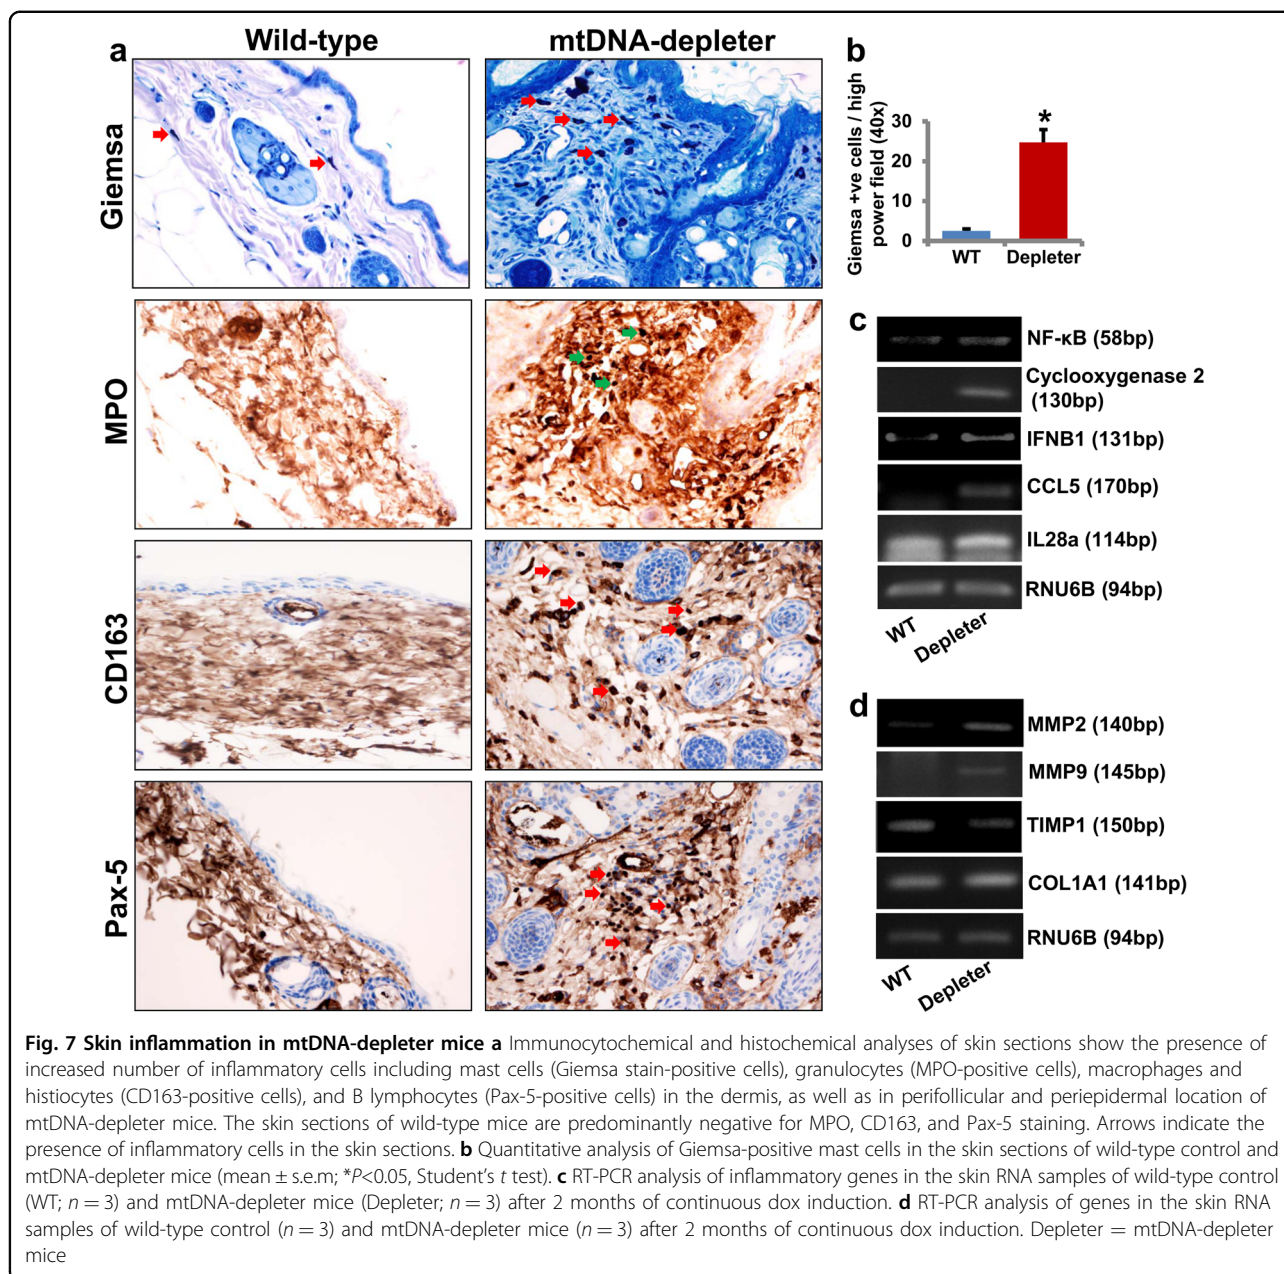 a
Wild-type
mtDNA-depleter
Giemsa
MPO
CD163
Pax-5
b
Giemsa +ve cells / high
power field (40x)
30
20
10
0
*
WT
Depleter
c
NF-κB (58bp)
Cyclooxygenase 2
(130bp)
IFNB1 (131bp)
CCL5 (170bp)
IL28a (114bp)
RNU6B (94bp)
WT
Depleter
d
MMP2 (140bp)
MMP9 (145bp)
TIMP1 (150bp)
COL1A1 (141bp)
RNU6B (94bp)
WT
Depleter
Fig. 7 Skin inflammation in mtDNA-depleter mice a Immunocytochemical and histochemical analyses of skin sections show the presence of
increased number of inflammatory cells including mast cells (Giemsa stain-positive cells), granulocytes (MPO-positive cells), macrophages and
histiocytes (CD163-positive cells), and B lymphocytes (Pax-5-positive cells) in the dermis, as well as in perifollicular and periepidermal location of
mtDNA-depleter mice. The skin sections of wild-type mice are predominantly negative for MPO, CD163, and Pax-5 staining. Arrows indicate the
presence of inflammatory cells in the skin sections. b Quantitative analysis of Giemsa-positive mast cells in the skin sections of wild-type control and
mtDNA-depleter mice (mean ± s.e.m; *P<0.05, Student's t test). c RT-PCR analysis of inflammatory genes in the skin RNA samples of wild-type control
(WT; n = 3) and mtDNA-depleter mice (Depleter; n = 3) after 2 months of continuous dox induction. d RT-PCR analysis of genes in the skin RNA
samples of wild-type control (n = 3) and mtDNA-depleter mice (n = 3) after 2 months of continuous dox induction. Depleter = mtDNA-depleter
mice